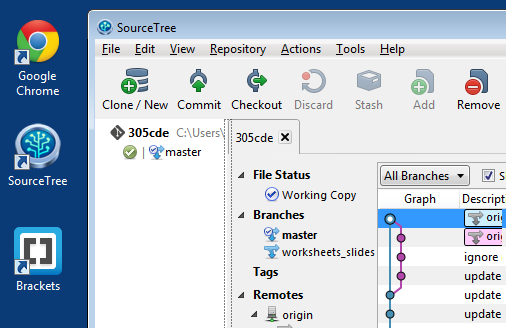 Google
Chrome
SourceTree
Brackets
SourceTree
File Edit View Repository Actions Tools Help
Clone / New Commit Checkout Discard Stash Add Remove
305cde C:\Users\
master
305cde
File Status
Working Copy
Branches
master
worksheets_slides
Tags
Remotes
origin
All Branches
Graph Descript
ori
ori
ignore
update
update
update